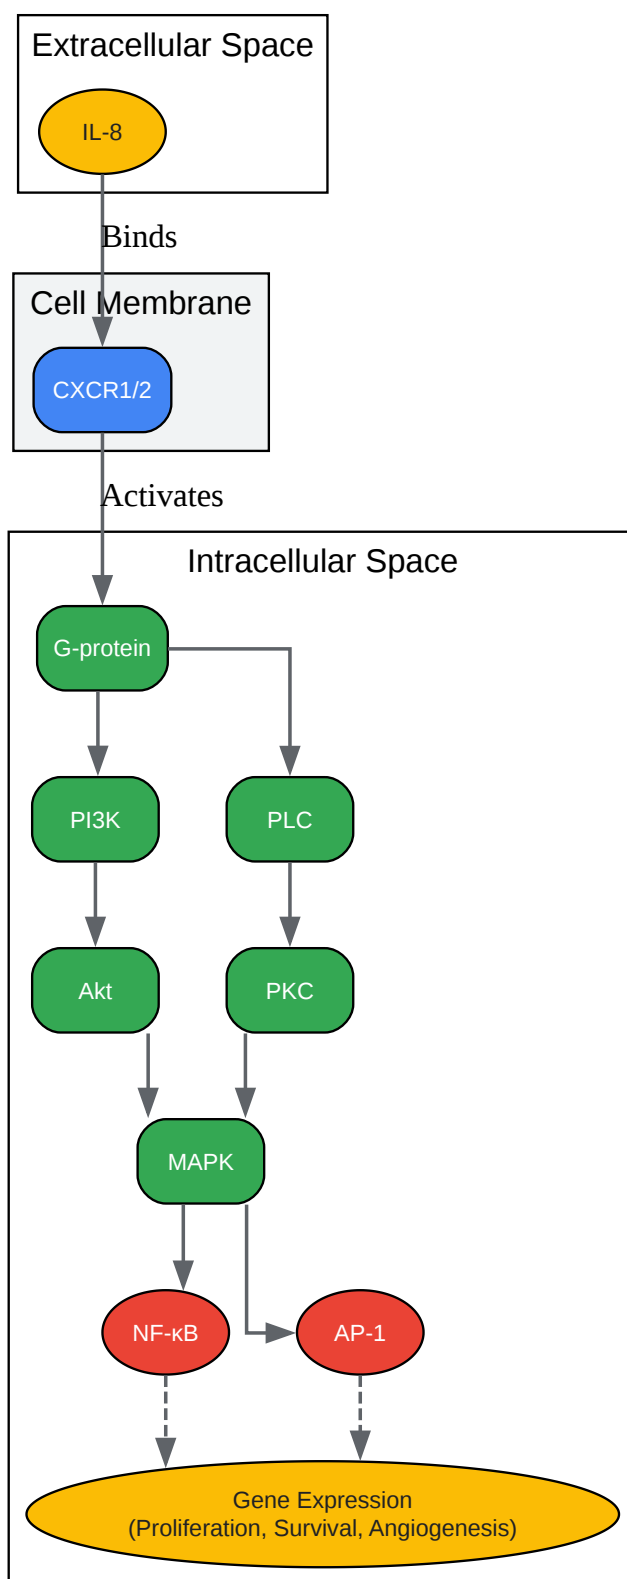 Extracellular Space
IL-8
Binds
Cell Membrane
CXCR1/2
Activates
Intracellular Space
G-protein
PI3K
PLC
Akt
PKC
MAPK
NF-κB
AP-1
Gene Expression
(Proliferation, Survival, Angiogenesis)